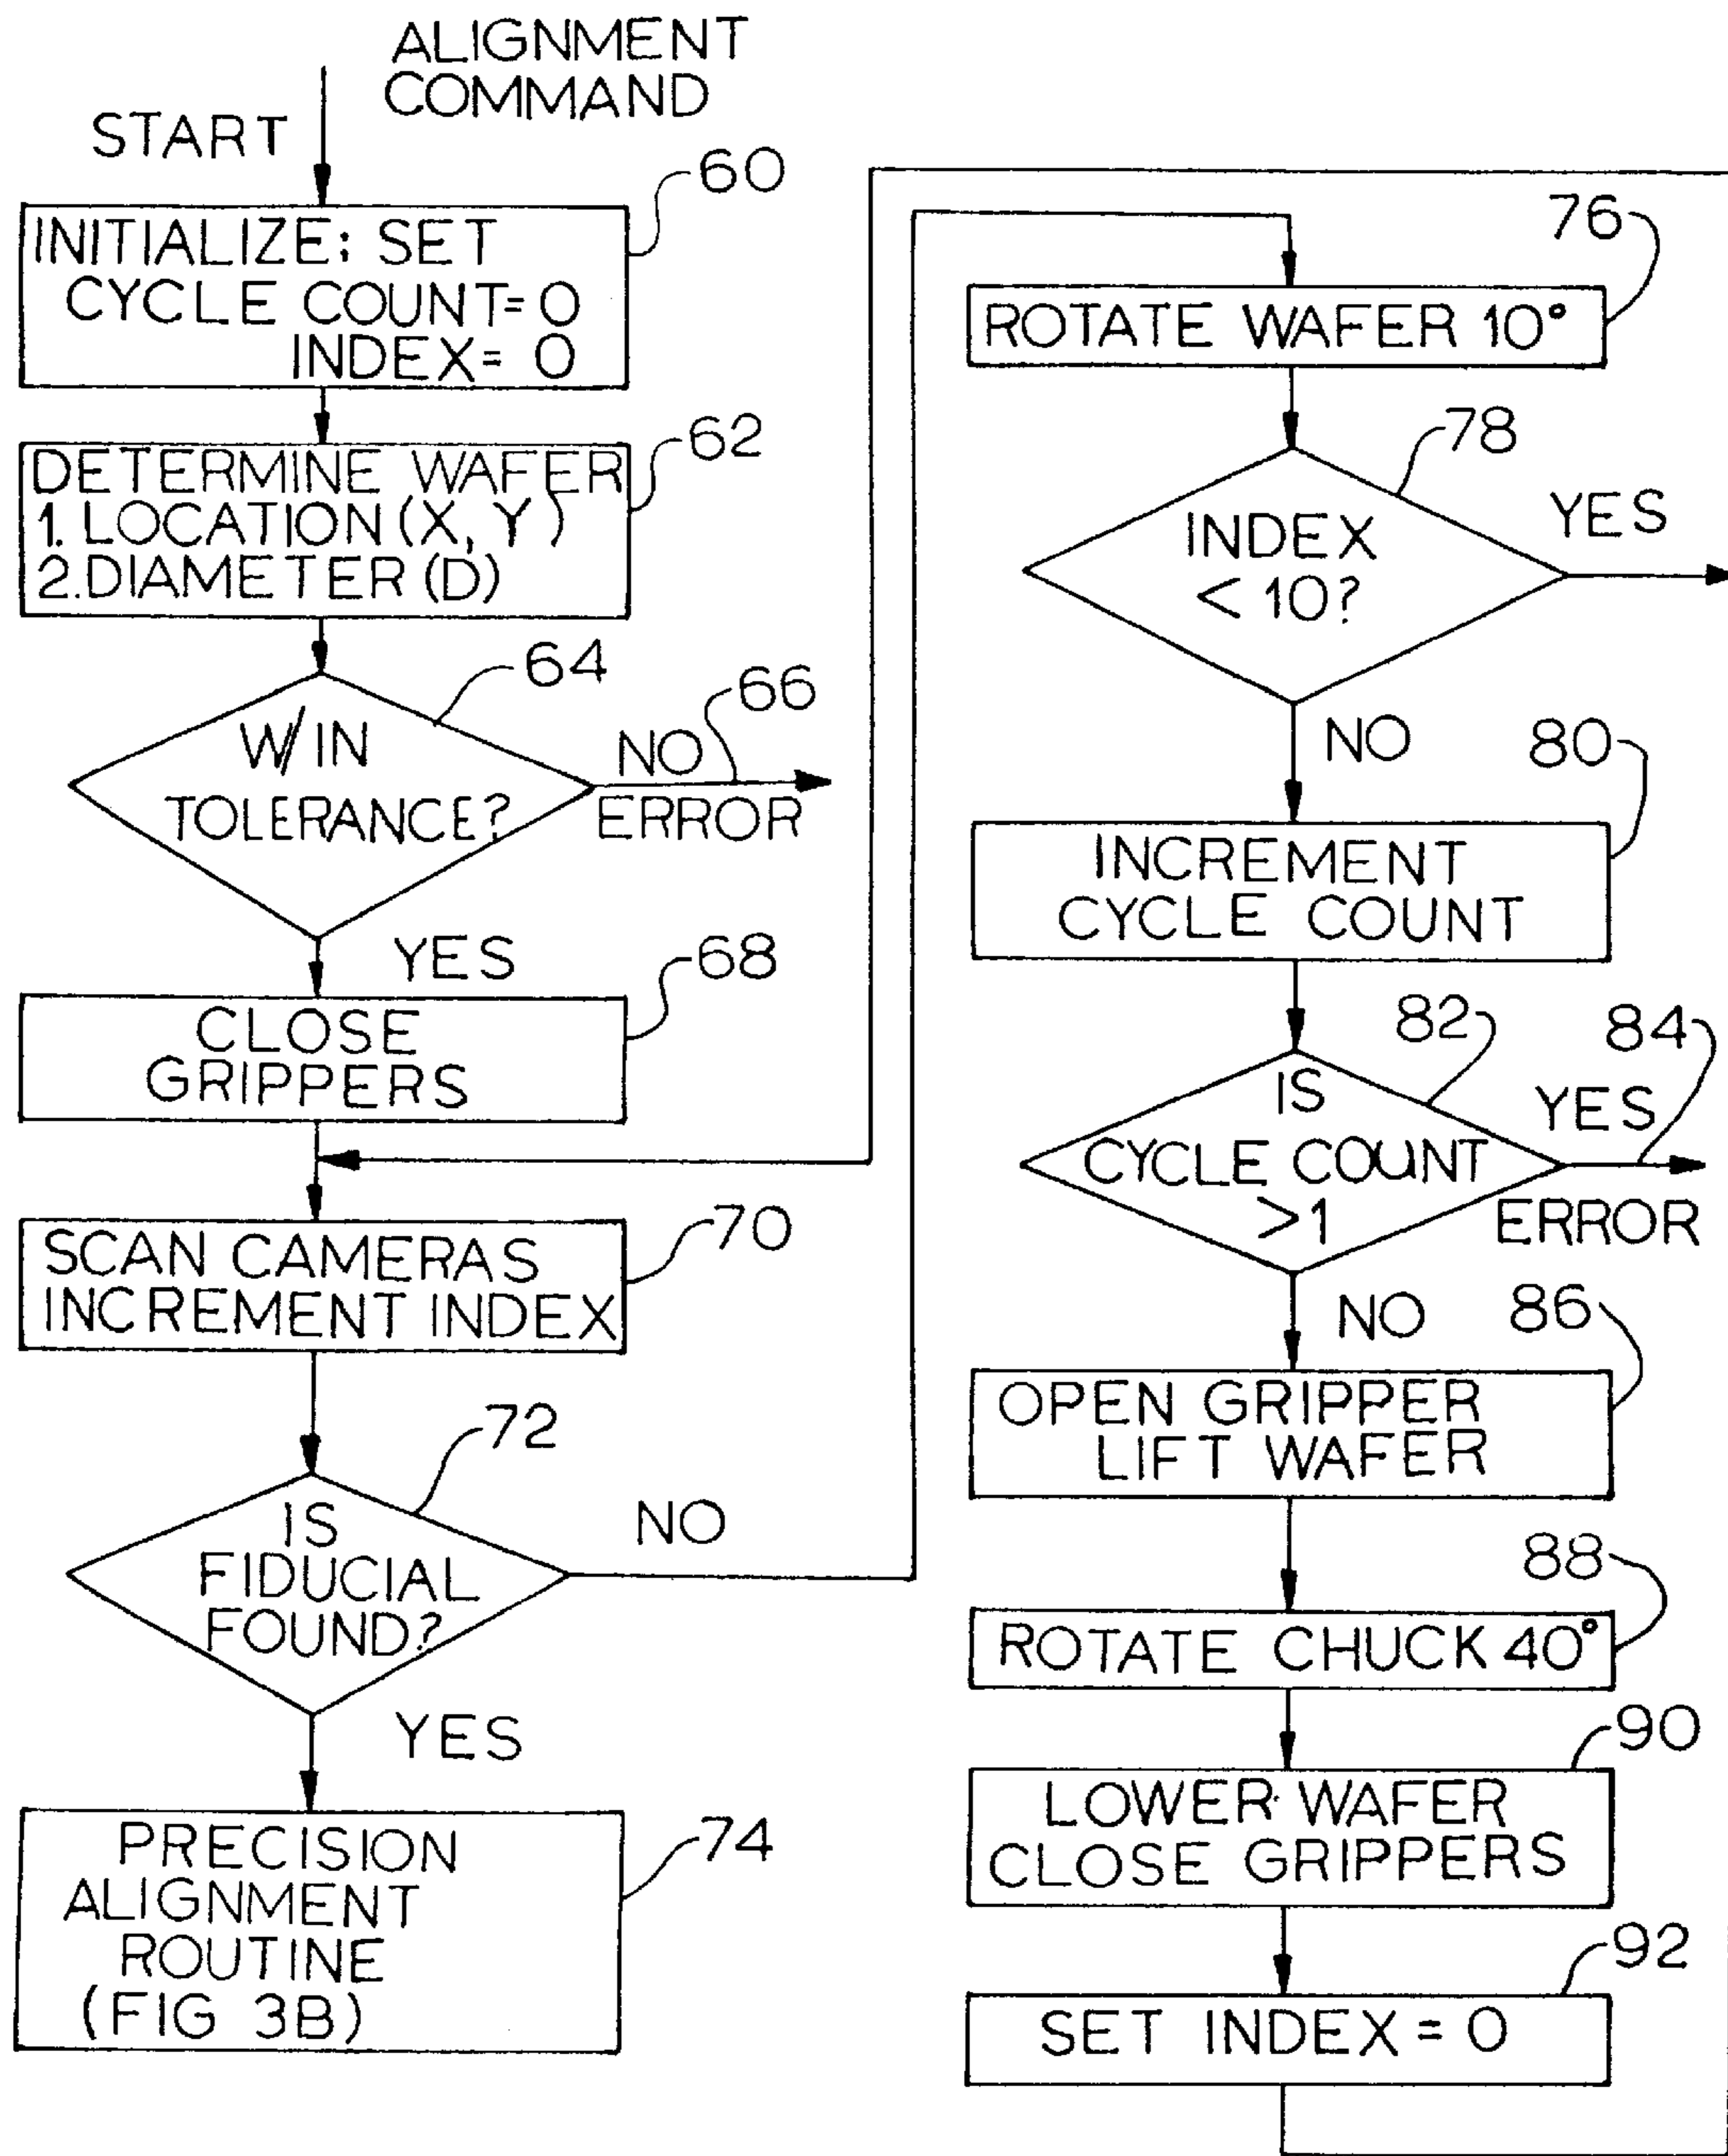 ALIGNMENT
COMMAND
START
60
INITIALIZE: SET
CYCLE COUNT=0
INDEX= 0
62
DETERMINE WAFER
1. LOCATION (X, Y)
2. DIAMETER (D)
64
W/IN
TOLERANCE?
66
NO
ERROR
YES
68
CLOSE
GRIPPERS
70
SCAN CAMERAS
INCREMENT INDEX
72
IS
FIDUCIAL
FOUND?
NO
YES
74
PRECISION
ALIGNMENT
ROUTINE
(FIG 3B)
76
ROTATE WAFER 10°
78
INDEX
< 10?
YES
NO
80
INCREMENT
CYCLE COUNT
82
84
IS
CYCLE COUNT
>1
YES
ERROR
NO
86
OPEN GRIPPER
LIFT WAFER
88
ROTATE CHUCK 40°
90
LOWER WAFER
CLOSE GRIPPERS
92
SET INDEX = 0